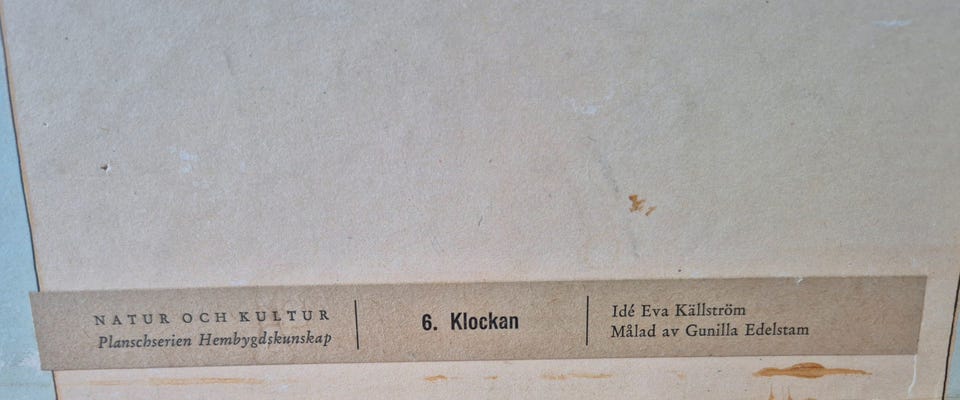 NATUR OCH KULTUR
Planschserien Hembygdskunskap
6. Klockan
Idé Eva Källström
Målad av Gunilla Edelstam